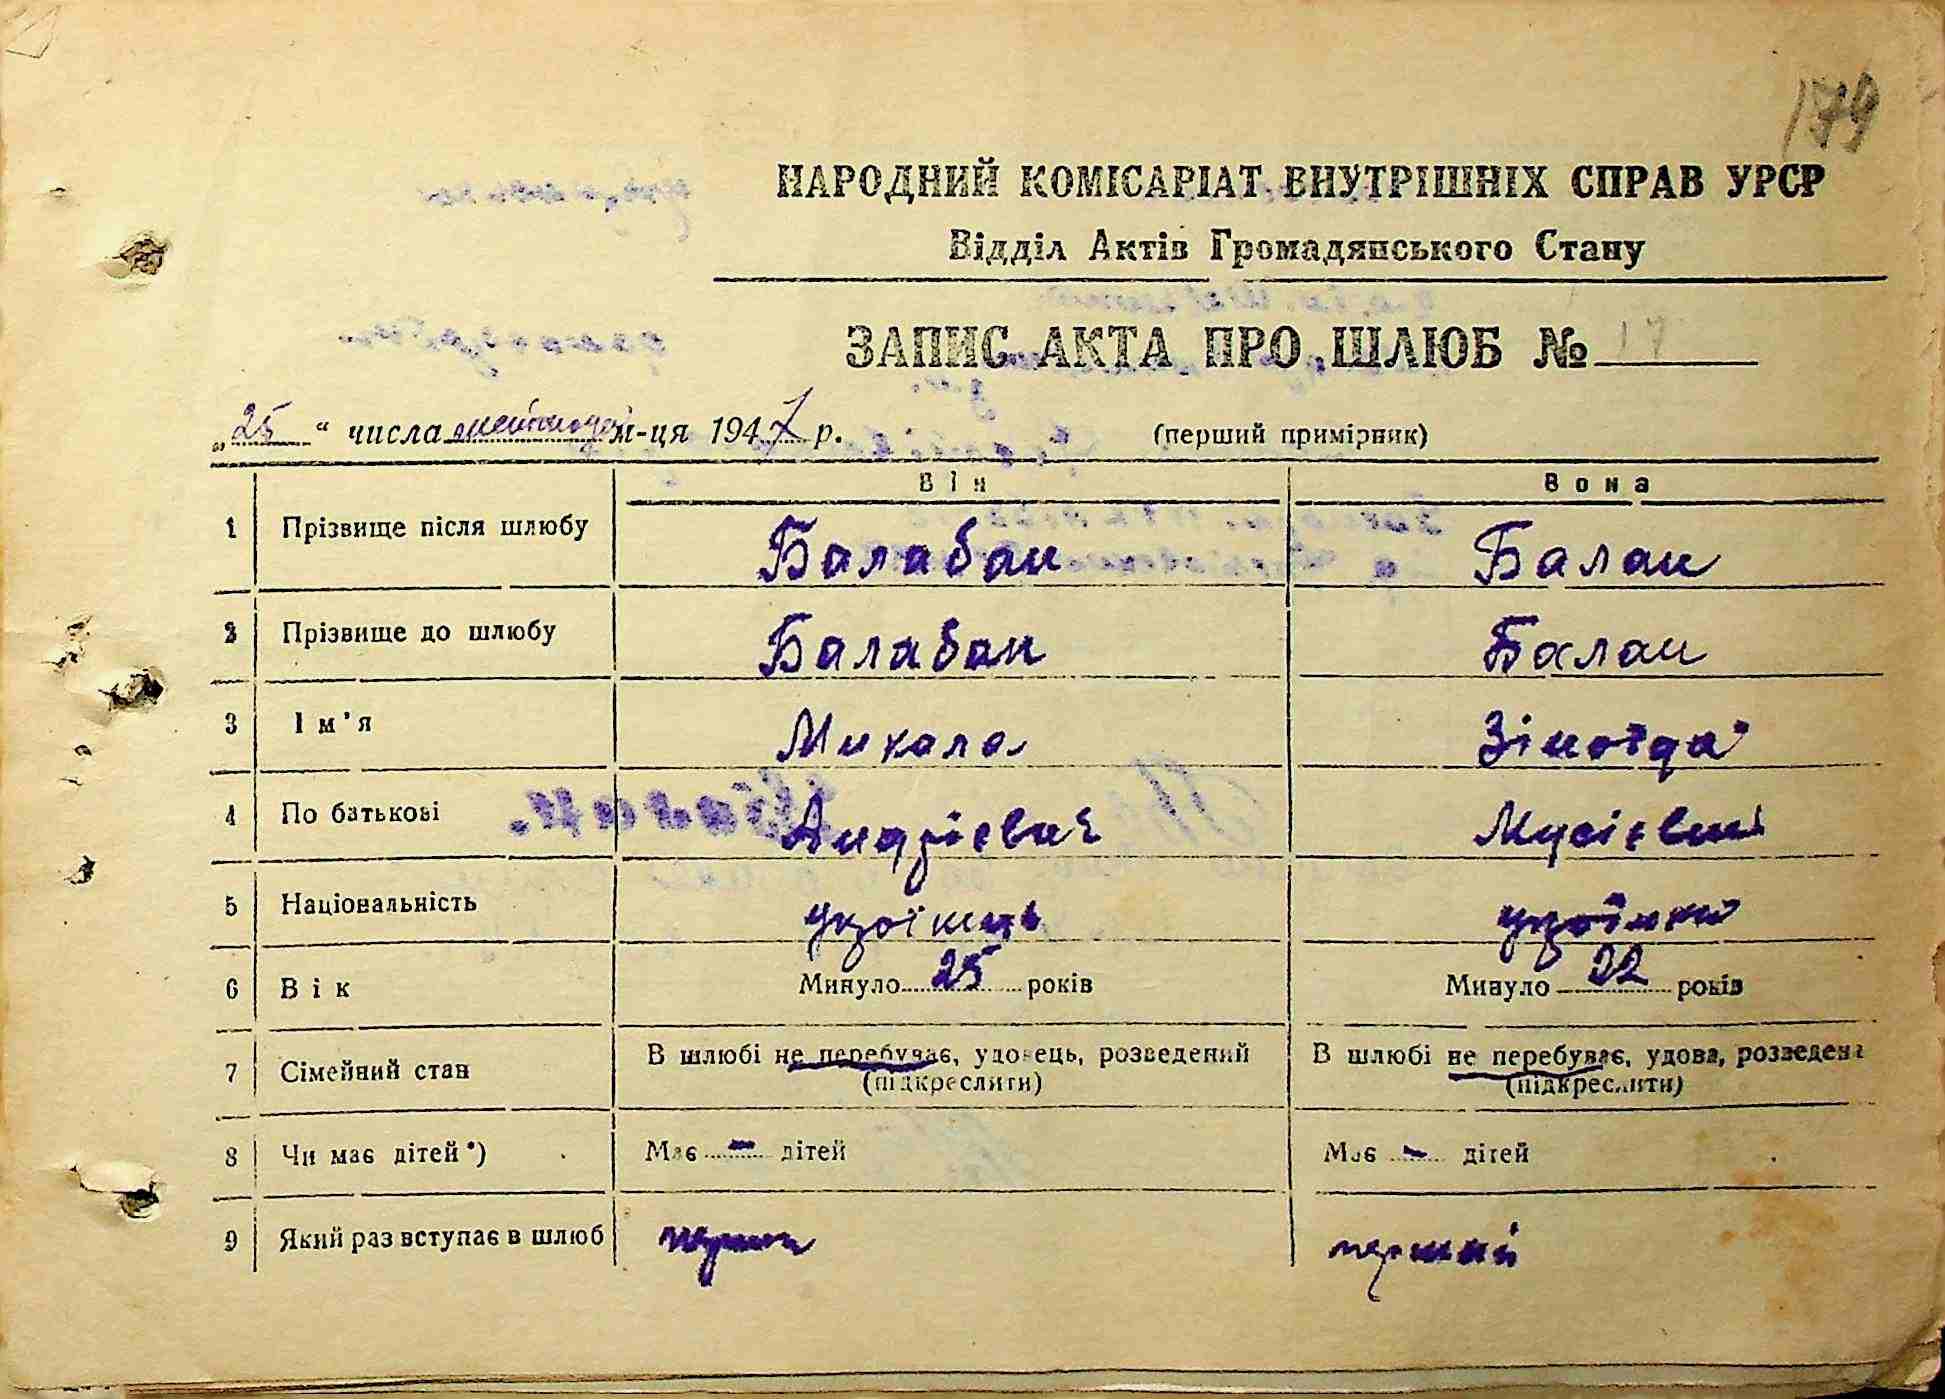 179
НАРОДНИЙ КОМІСАРІАТ ВНУТРІШНІХ СПРАВ УРСР
Відділ Актів Громадянського Стану
ЗАПИС АКТА ПРО ШЛЮБ № 17
„25“ числа м-ця 1947 р. (перший примірник)
Він Вона
1 Прізвище після шлюбу Балабан Балан
2 Прізвище до шлюбу Балабан Балан
3 Ім'я Микола Зіноїда
4 По батькові Андрієвич Мусієвна
5 Національність українець українка
6 Вік Минуло 25 років Минуло 22 років
7 Сімейний стан В шлюбі не перебуває, удовець, розведений В шлюбі не перебуває, удова, розведена
(підкреслити) (підкреслити)
8 Чи має дітей*) Має - дітей Має - дітей
9 Який раз вступає в шлюб перший перший